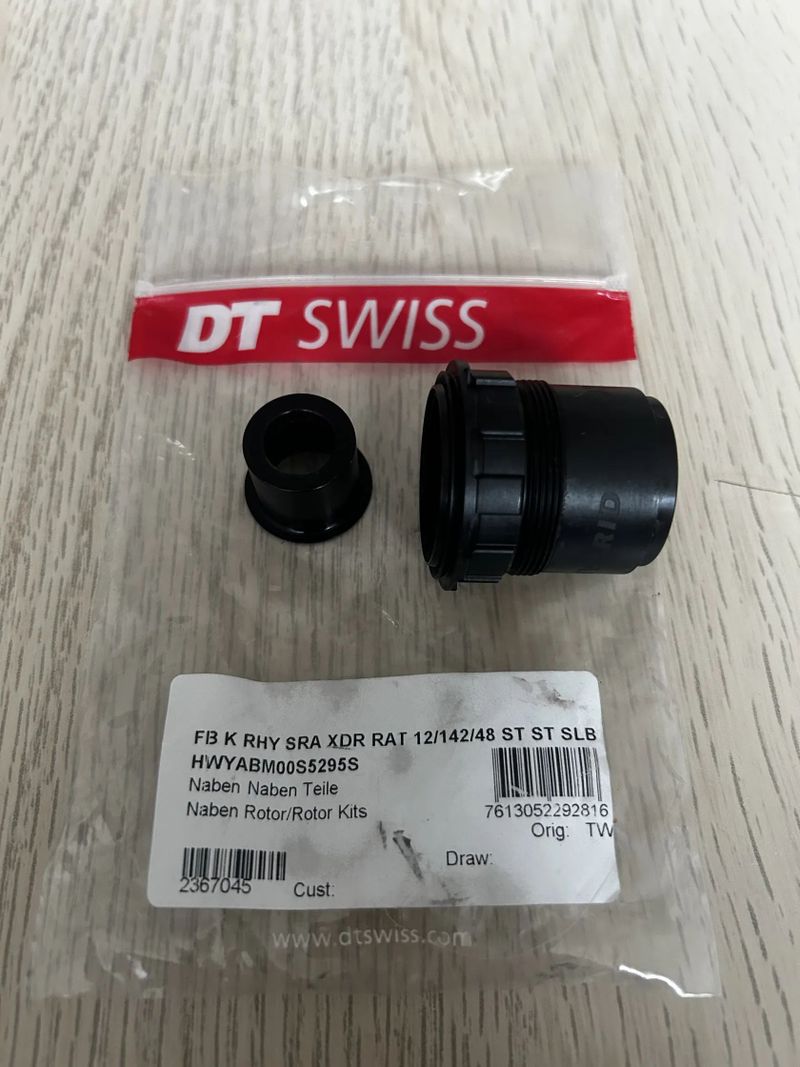 DT SWISS
RID
FB K RHY SRA XDR RAT 12/142/48 ST ST SLB
HWYABM00S5295S
Naben Naben Teile
Naben Rotor/Rotor Kits
7613052292816
Orig: TW
Draw:
2367045
Cust:
www.dtswiss.com